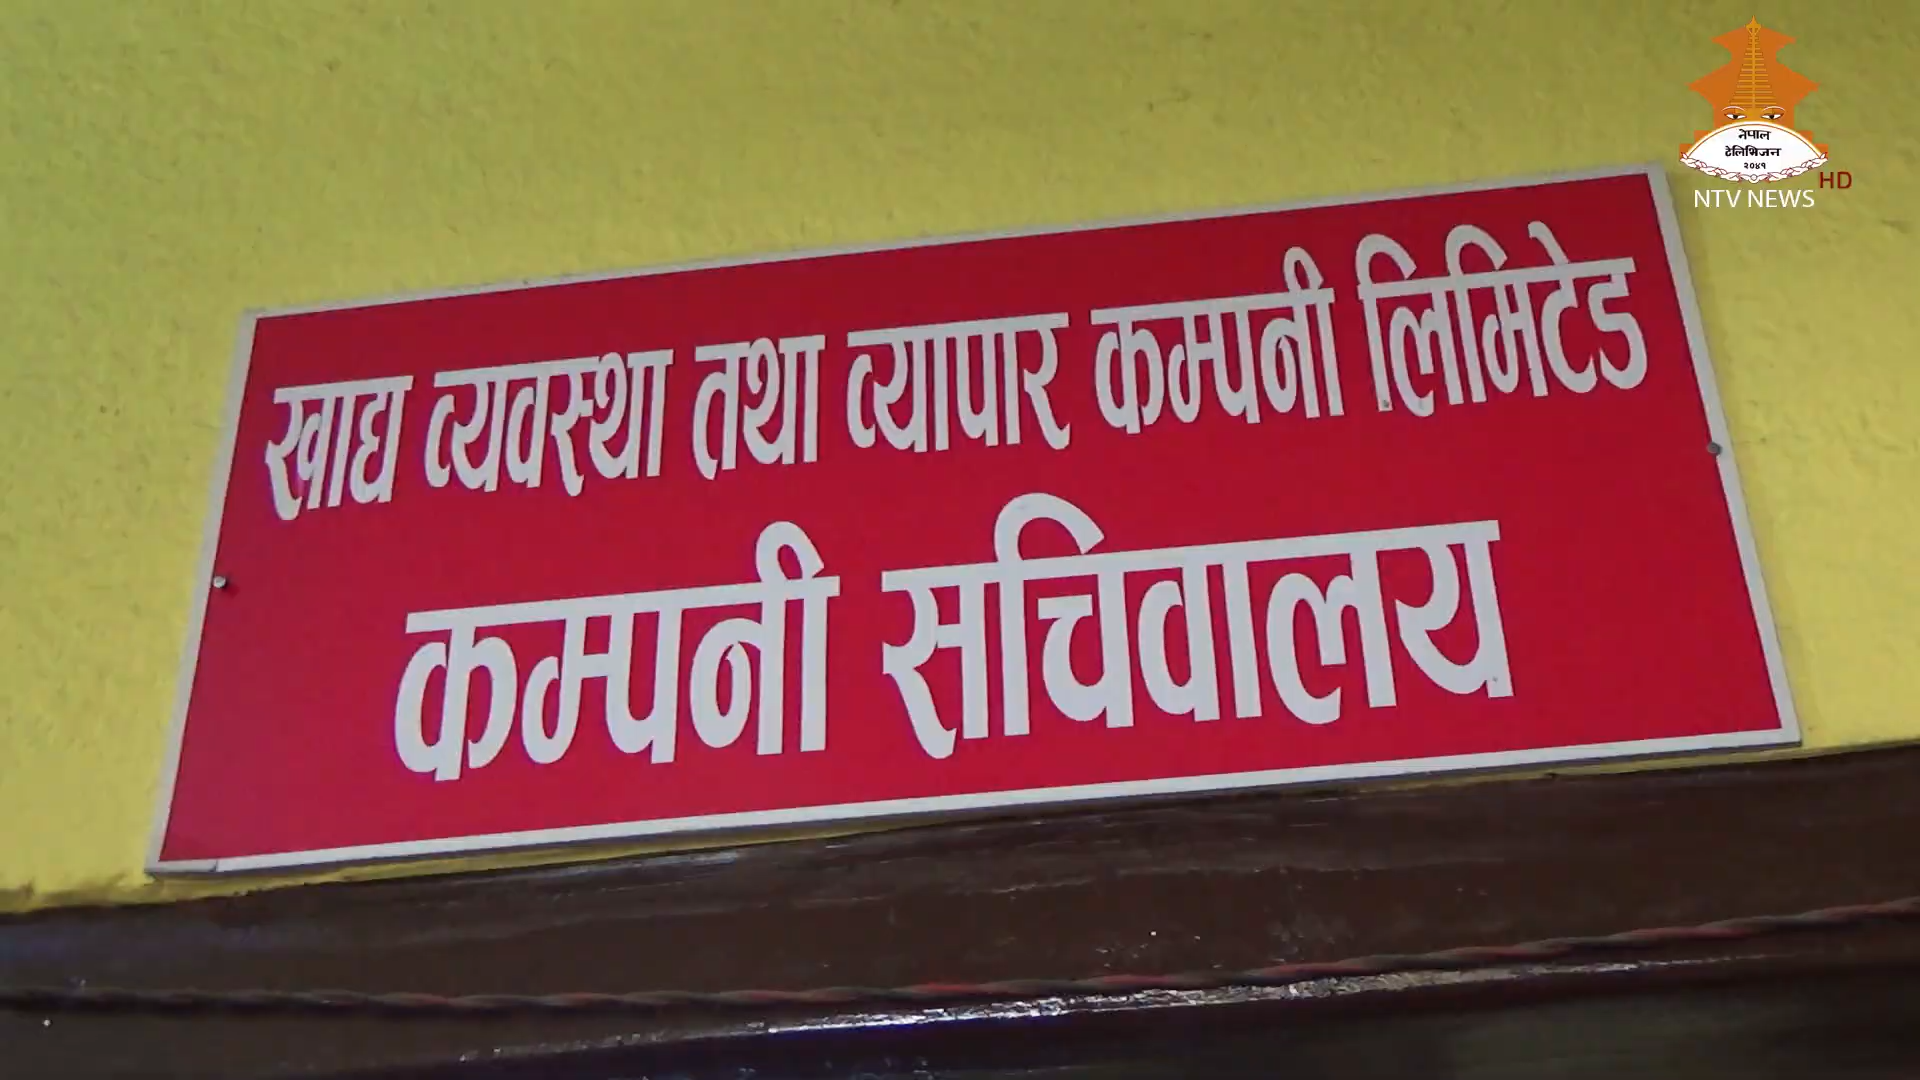 नेपाल
टेलिभिजन
२०४१
NTV NEWS HD
खाद्य व्यवस्था तथा व्यापार कम्पनी लिमिटेड
कम्पनी सचिवालय